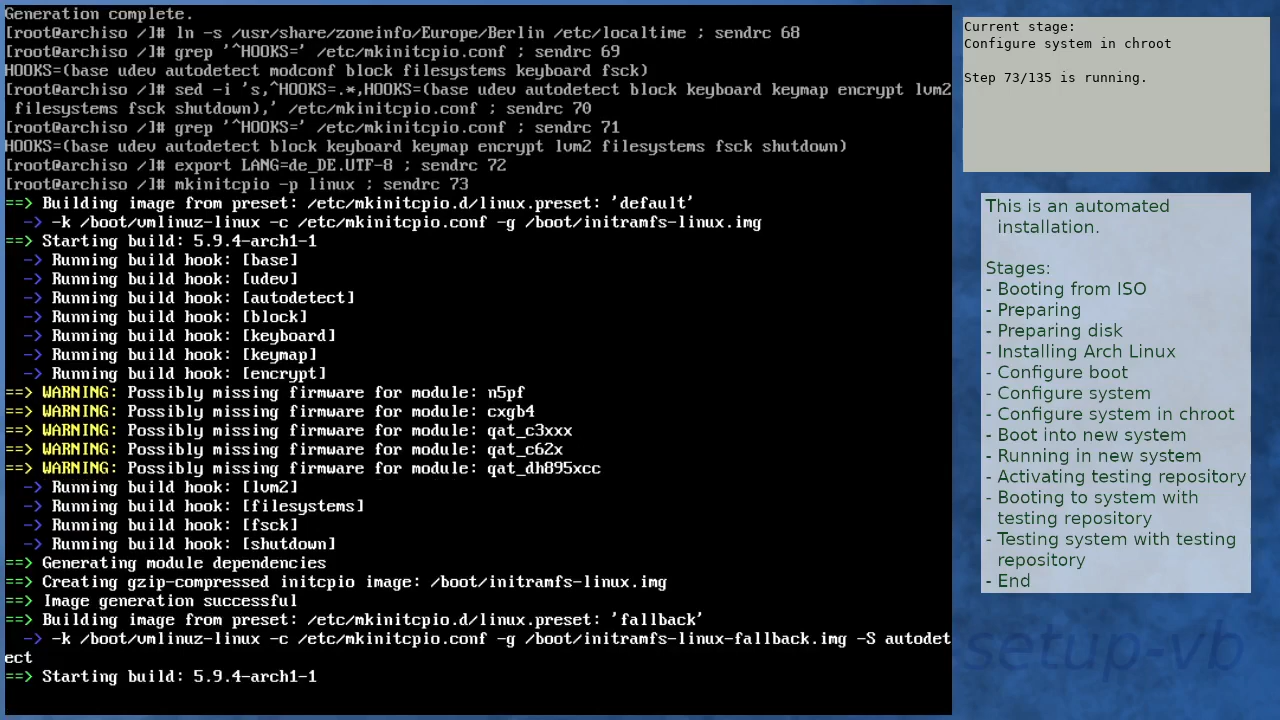 Generation complete.
[root@archiso /]# ln -s /usr/share/zoneinfo/Europe/Berlin /etc/localtime ; sendrc 68
[root@archiso /]# grep '^HOOKS=' /etc/mkinitcpio.conf ; sendrc 69
HOOKS=(base udev autodetect modconf block filesystems keyboard fsck)
[root@archiso /]# sed -i 's,^HOOKS=.*,HOOKS=(base udev autodetect block keyboard keymap encrypt lvm2
 filesystems fsck shutdown),' /etc/mkinitcpio.conf ; sendrc 70
[root@archiso /]# grep '^HOOKS=' /etc/mkinitcpio.conf ; sendrc 71
HOOKS=(base udev autodetect block keyboard keymap encrypt lvm2 filesystems fsck shutdown)
[root@archiso /]# export LANG=de_DE.UTF-8 ; sendrc 72
[root@archiso /]# mkinitcpio -p linux ; sendrc 73
==> Building image from preset: /etc/mkinitcpio.d/linux.preset: 'default'
  -> -k /boot/vmlinuz-linux -c /etc/mkinitcpio.conf -g /boot/initramfs-linux.img
==> Starting build: 5.9.4-arch1-1
  -> Running build hook: [base]
  -> Running build hook: [udev]
  -> Running build hook: [autodetect]
  -> Running build hook: [block]
  -> Running build hook: [keyboard]
  -> Running build hook: [keymap]
  -> Running build hook: [encrypt]
==> WARNING: Possibly missing firmware for module: n5pf
==> WARNING: Possibly missing firmware for module: cxgb4
==> WARNING: Possibly missing firmware for module: qat_c3xxx
==> WARNING: Possibly missing firmware for module: qat_c62x
==> WARNING: Possibly missing firmware for module: qat_dh895xcc
  -> Running build hook: [lvm2]
  -> Running build hook: [filesystems]
  -> Running build hook: [fsck]
  -> Running build hook: [shutdown]
==> Generating module dependencies
==> Creating gzip-compressed initcpio image: /boot/initramfs-linux.img
==> Image generation successful
==> Building image from preset: /etc/mkinitcpio.d/linux.preset: 'fallback'
  -> -k /boot/vmlinuz-linux -c /etc/mkinitcpio.conf -g /boot/initramfs-linux-fallback.img -S autodet
ect
==> Starting build: 5.9.4-arch1-1
Current stage:
Configure system in chroot
Step 73/135 is running.
This is an automated
installation.
Stages:
- Booting from ISO
- Preparing
- Preparing disk
- Installing Arch Linux
- Configure boot
- Configure system
- Configure system in chroot
- Boot into new system
- Running in new system
- Activating testing repository
- Booting to system with
testing repository
- Testing system with testing
repository
- End
setup-vb